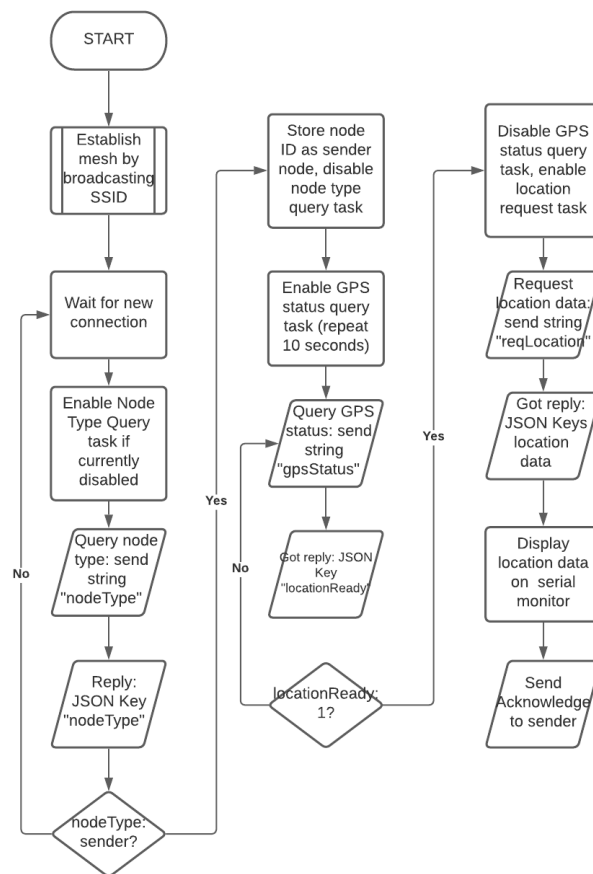 START
Establish
mesh by
broadcasting
SSID
Wait for new
connection
Enable Node
Type Query
task if
currently
disabled
Query node
type: send
string
"nodeType"
No
Reply:
JSON Key
"nodeType"
nodeType:
sender?
Yes
Store node
ID as sender
node, disable
node type
query task
Enable GPS
status query
task (repeat
10 seconds)
Query GPS
status: send
string
"gpsStatus"
Got reply: JSON
Key
"locationReady"
No
locationReady:
1?
Yes
Disable GPS
status query
task, enable
location
request task
Request
location data:
send string
"reqLocation"
Got reply:
JSON Keys
location
data
Display
location data
on serial
monitor
Send
Acknowledge
to sender